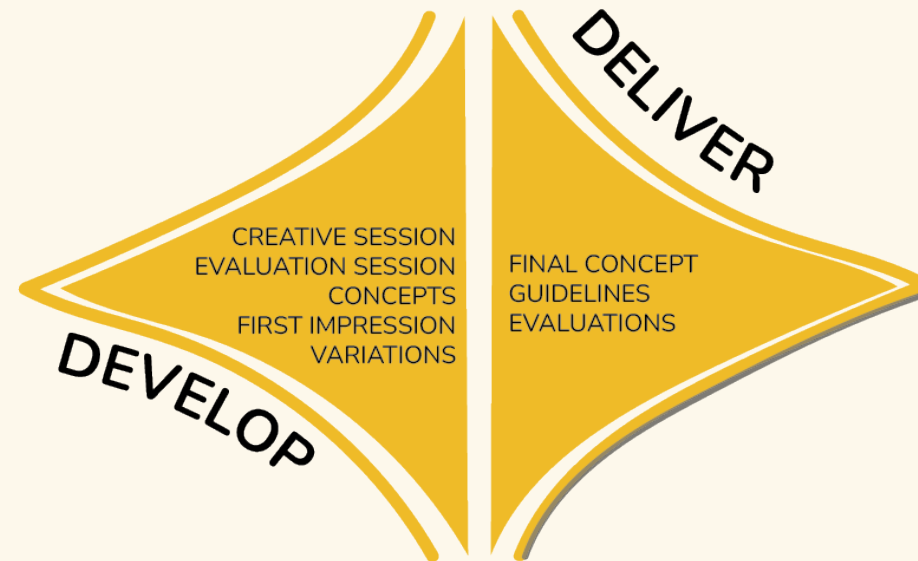 DELIVER
CREATIVE SESSION
EVALUATION SESSION
CONCEPTS
FIRST IMPRESSION
VARIATIONS
FINAL CONCEPT
GUIDELINES
EVALUATIONS
DEVELOP